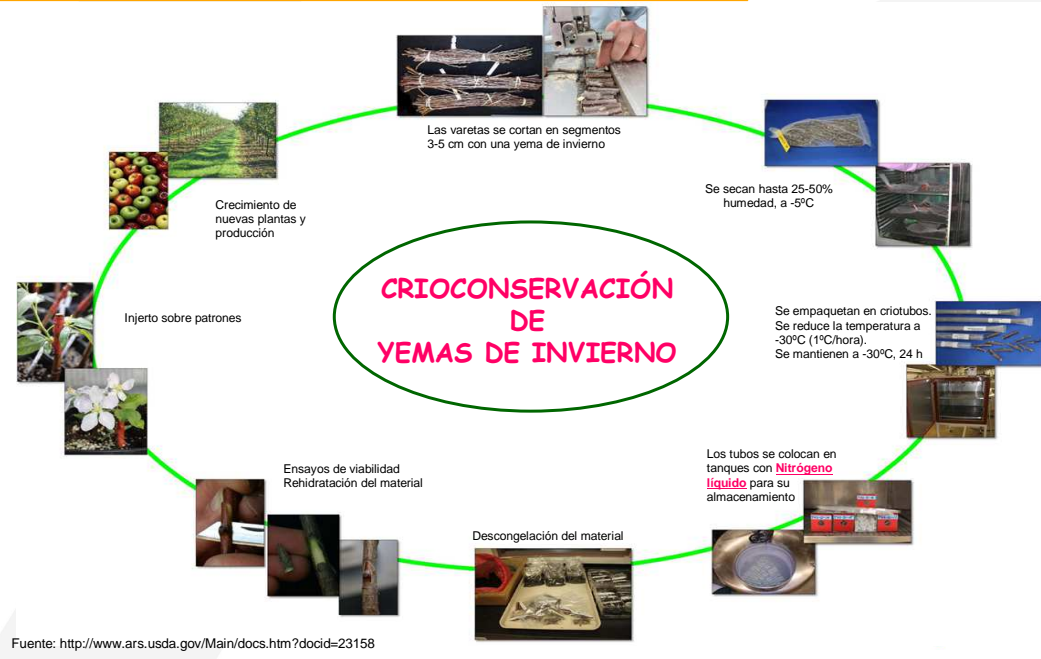 Las varetas se cortan en segmentos
3-5 cm con una yema de invierno
Se secan hasta 25-50%
humedad, a -5ºC
Se empaquetan en criotubos.
Se reduce la temperatura a
-30ºC (1ºC/hora).
Se mantienen a -30ºC, 24 h
Los tubos se colocan en
tanques con Nitrógeno
líquido para su
almacenamiento
Descongelación del material
Ensayos de viabilidad
Rehidratación del material
Injerto sobre patrones
Crecimiento de
nuevas plantas y
producción
CRIOCONSERVACIÓN
DE
YEMAS DE INVIERNO
Fuente: http://www.ars.usda.gov/Main/docs.htm?docid=23158